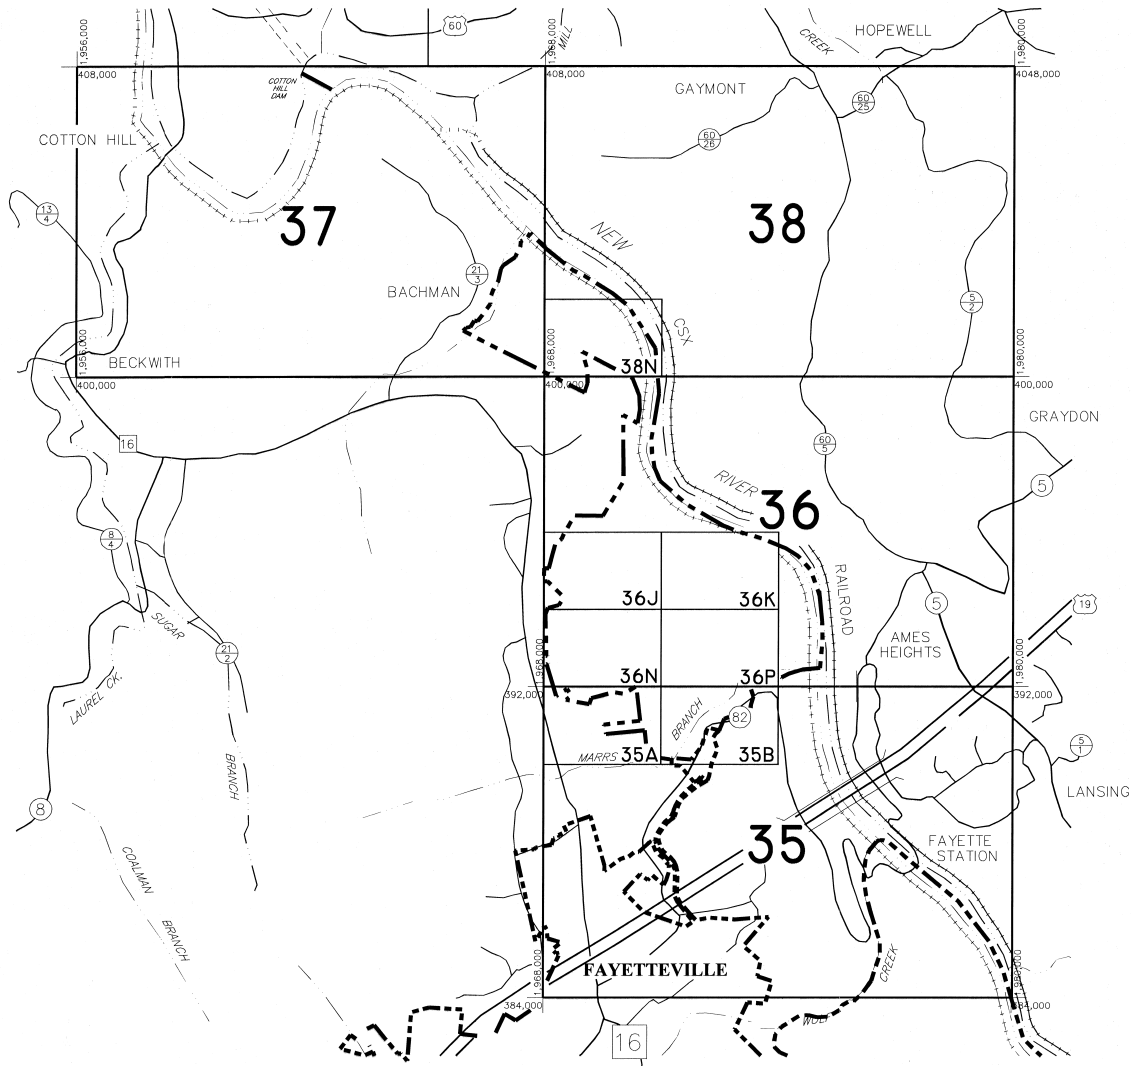 1,956,000
60
MILL
1,968,000
CREEK
HOPEWELL
1,980,000
408,000
408,000
4048,000
COTTON
HILL
DAM
GAYMONT
60
25
60
26
COTTON HILL
13
4
37
38
NEW
21
3
BACHMAN
5
2
CSX
1,956,000
BECKWITH
1,968,000
38N
1,980,000
400,000
400,000
400,000
GRAYDON
16
60
5
5
RIVER
36
8
4
RAILROAD
36J
36K
5
19
SUGAR
AMES
HEIGHTS
21
2
1,968,000
36N
36P
1,980,000
LAUREL CK.
392,000
392,000
BRANCH
82
5
1
BRANCH
MARRS
35A
35B
LANSING
8
35
FAYETTE
STATION
COALMAN
BRANCH
CREEK
1,968,000
FAYETTEVILLE
1,980,000
384,000
384,000
WOLF
16